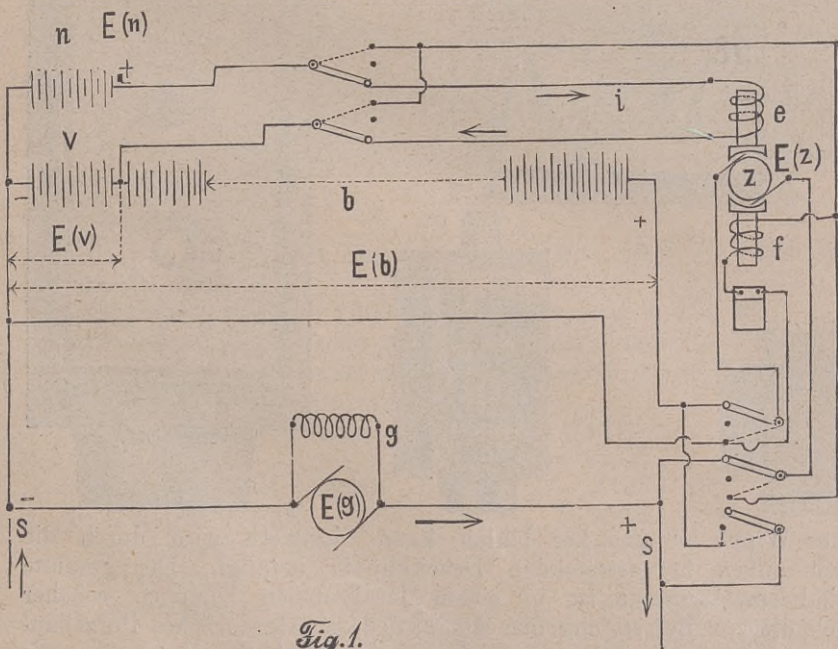 n E(n)
+
i
e
v
E(z)
z
-
b
E(v)
+
f
E(b)
g
-
E(g)
S
+
S
Fig.1.